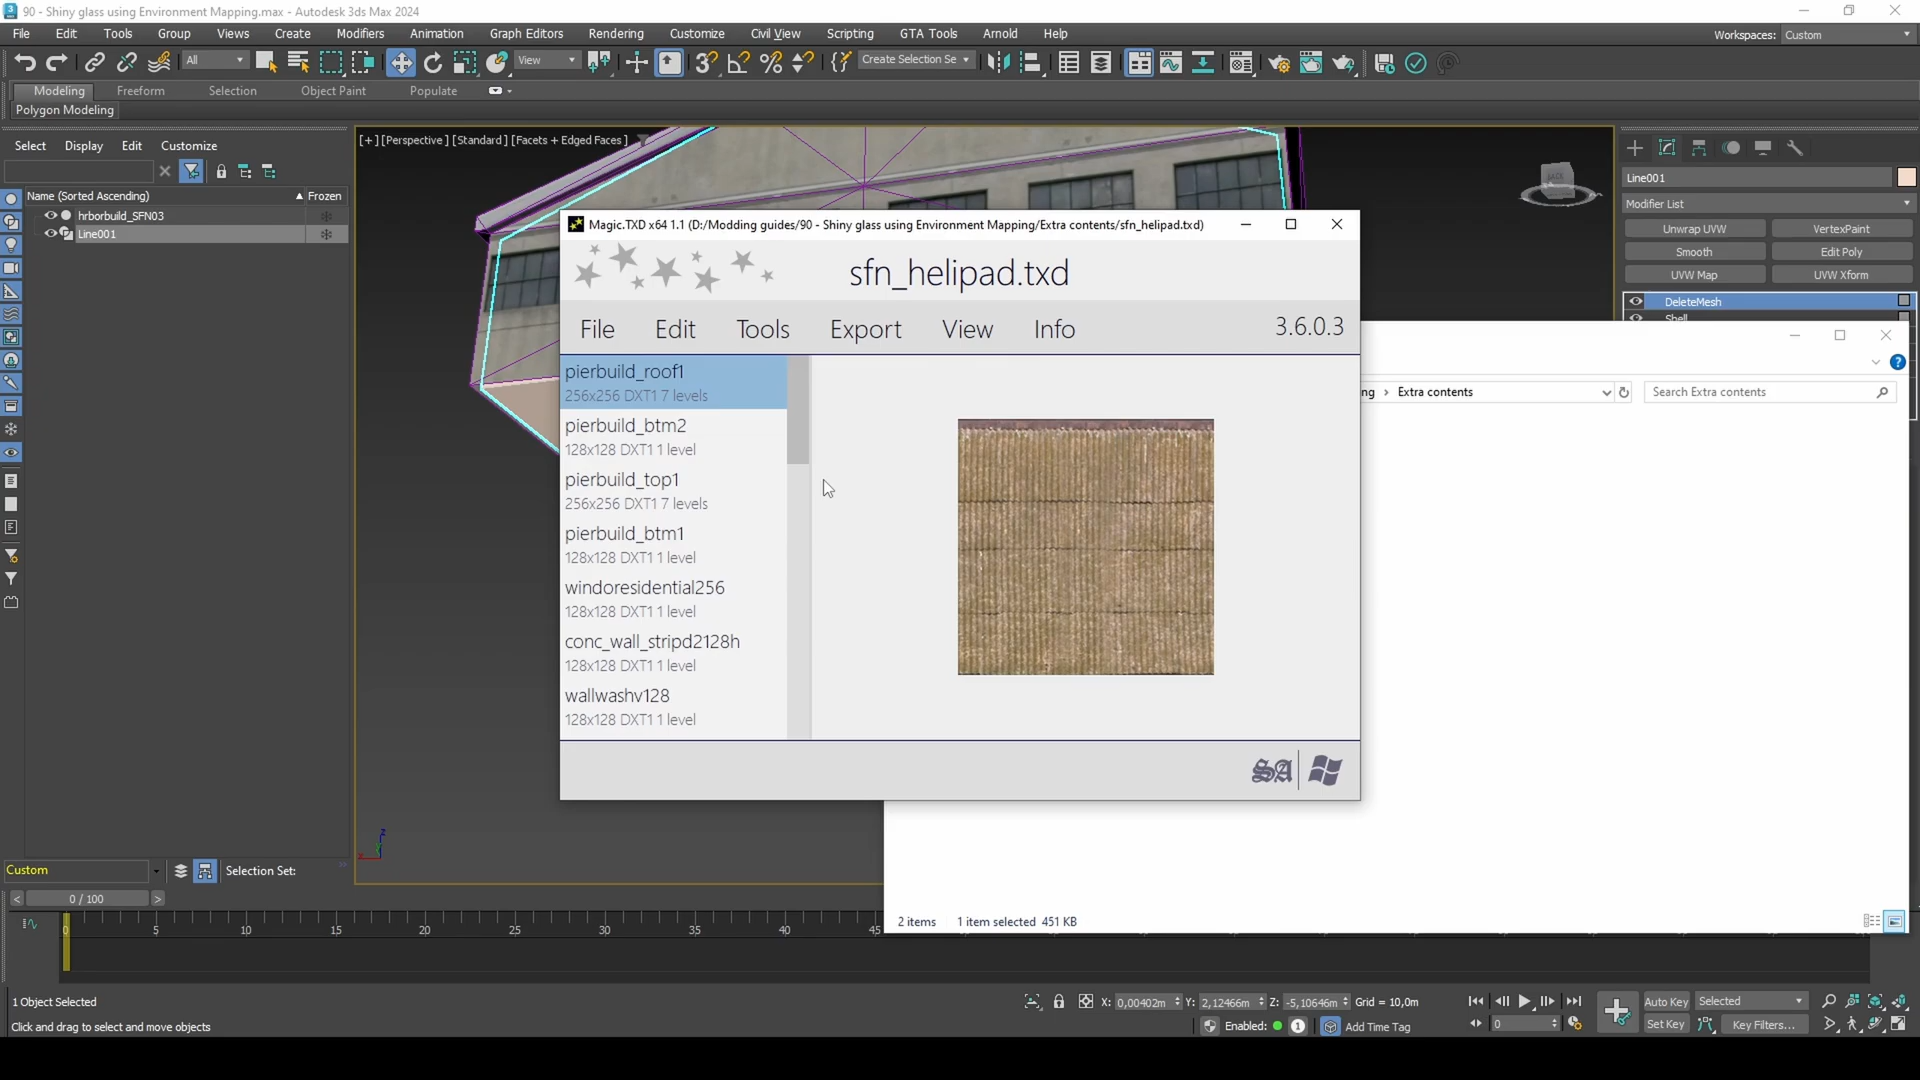 90 - Shiny glass using Environment Mapping.max - Autodesk 3ds Max 2024
File Edit Tools Group Views Create Modifiers Animation Graph Editors Rendering Customize Civil View Scripting GTA Tools Arnold Help
Workspaces: Custom
All View Create Selection Se
Modeling Freeform Selection Object Paint Populate
Polygon Modeling
Select Display Edit Customize
[+] [Perspective] [Standard] [Facets + Edged Faces]
Name (Sorted Ascending) Frozen
hrborbuild_SFN03
Line001
Line001
Modifier List
Unwrap UVW VertexPaint
Smooth Edit Poly
UVW Map UVW Xform
DeleteMesh
Shell
Magic.TXD x64 1.1 (D:/Modding guides/90 - Shiny glass using Environment Mapping/Extra contents/sfn_helipad.txd)
sfn_helipad.txd
File Edit Tools Export View Info 3.6.0.3
pierbuild_roof1
256x256 DXT1 7 levels
pierbuild_btm2
128x128 DXT1 1 level
pierbuild_top1
256x256 DXT1 7 levels
pierbuild_btm1
128x128 DXT1 1 level
windoresidential256
128x128 DXT1 1 level
conc_wall_stripd2128h
128x128 DXT1 1 level
wallwashv128
128x128 DXT1 1 level
SA
ng › Extra contents
Search Extra contents
2 items 1 item selected 451 KB
Custom
Selection Set:
0 / 100
0 5 10 15 20 25 30 35 40 45
1 Object Selected
Click and drag to select and move objects
X: 0,00402m Y: 2,12466m Z: -5,10646m Grid = 10,0m
Enabled: 1 Add Time Tag
0
Auto Key Selected
Set Key Key Filters...